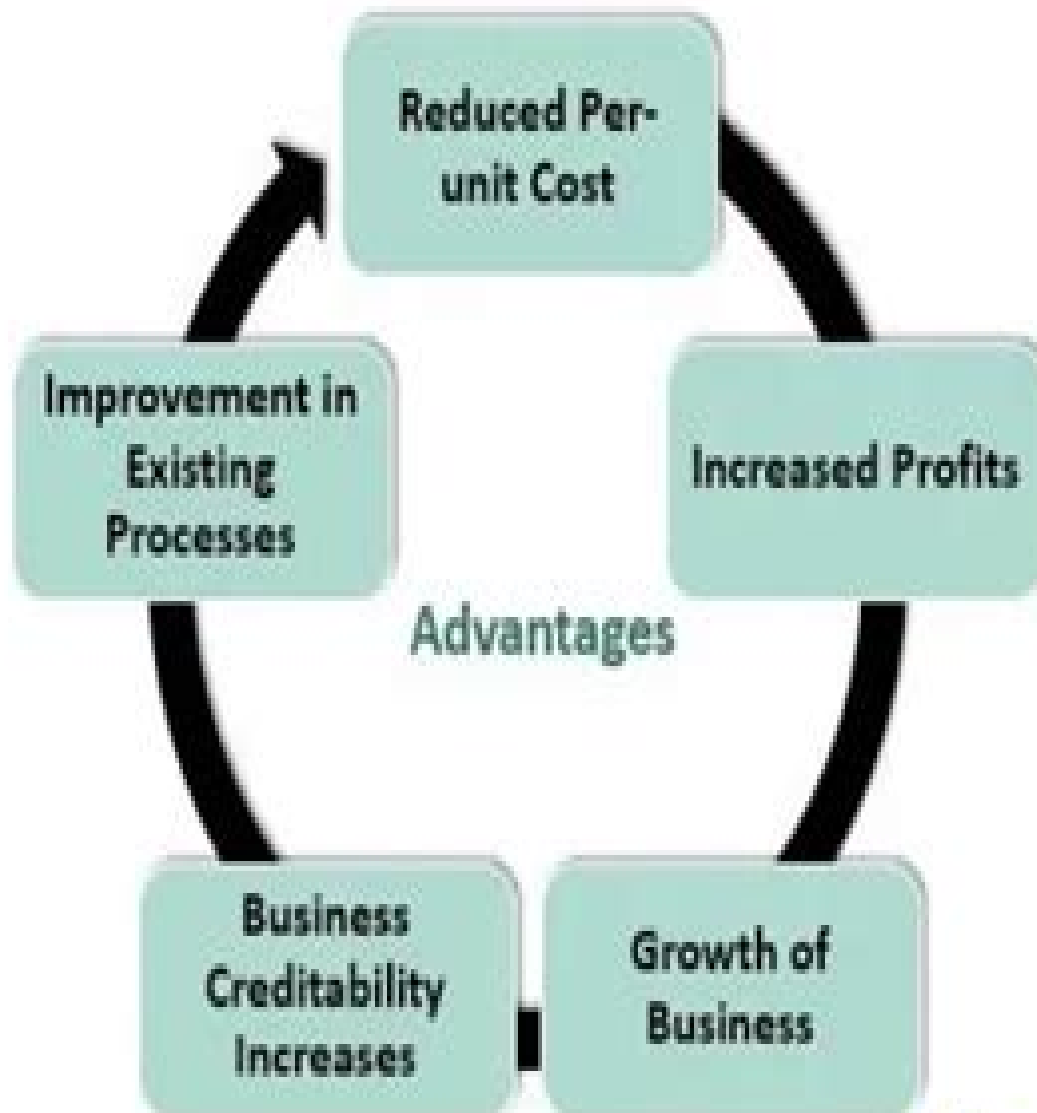 Reduced Per-
unit Cost
Increased Profits
Growth of
Business
Business
Creditability
Increases
Improvement in
Existing
Processes
Advantages